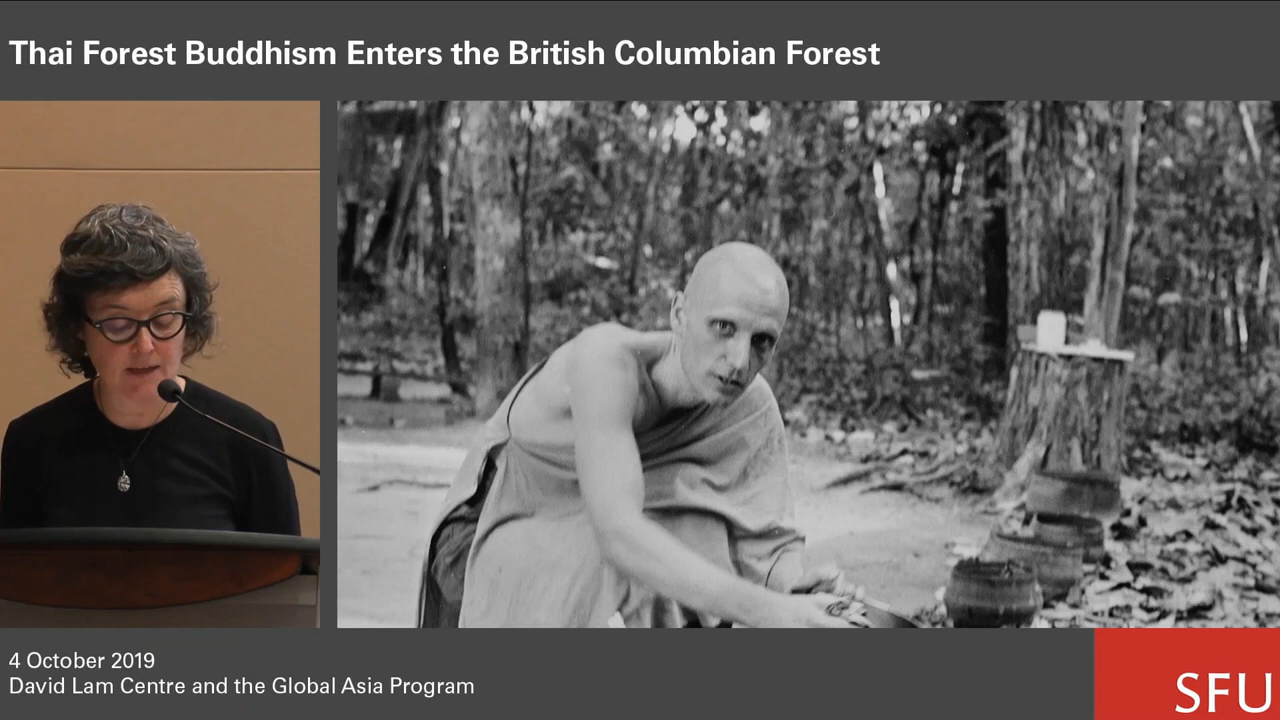 Thai Forest Buddhism Enters the British Columbian Forest
4 October 2019
David Lam Centre and the Global Asia Program
SFU